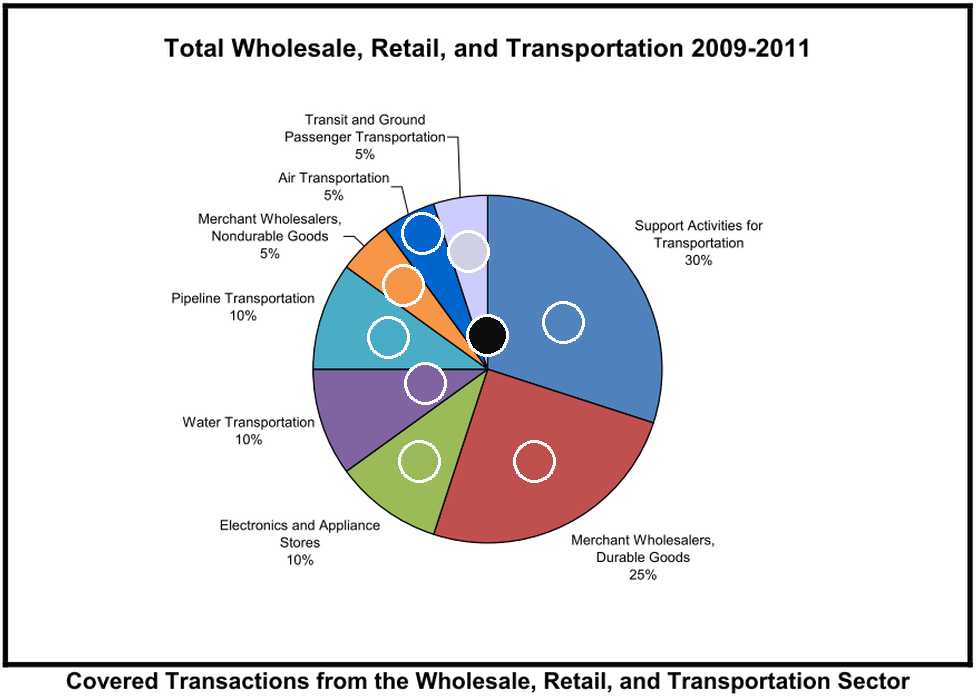 Total Wholesale, Retail, and Transportation 2009-2011
Transit and Ground
Passenger Transportation
5%
Air Transportation
5%
Merchant Wholesalers,
Nondurable Goods
5%
Pipeline Transportation
10%
Water Transportation
10%
Electronics and Appliance
Stores
10%
Support Activities for
Transportation
30%
Merchant Wholesalers,
Durable Goods
25%
Covered Transactions from the Wholesale, Retail, and Transportation Sector